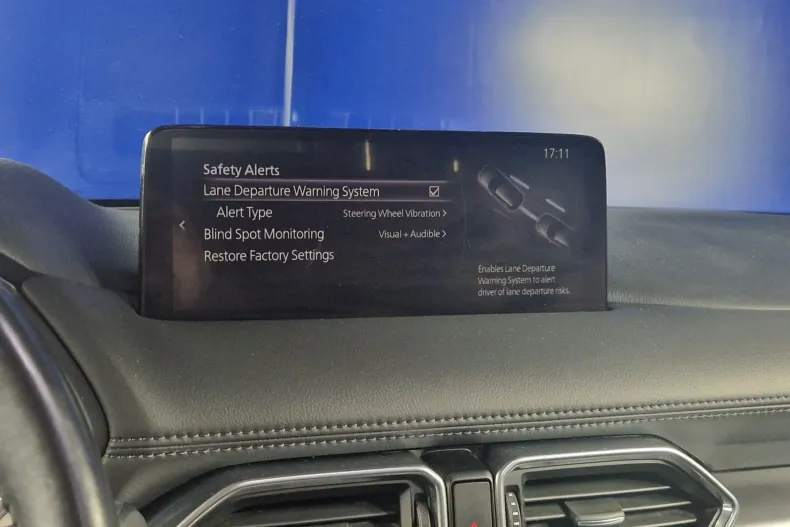 17:11
Safety Alerts
Lane Departure Warning System
Alert Type Steering Wheel Vibration
Blind Spot Monitoring Visual + Audible
Restore Factory Settings
Enables Lane Departure
Warning System to alert
driver of lane departure risks.